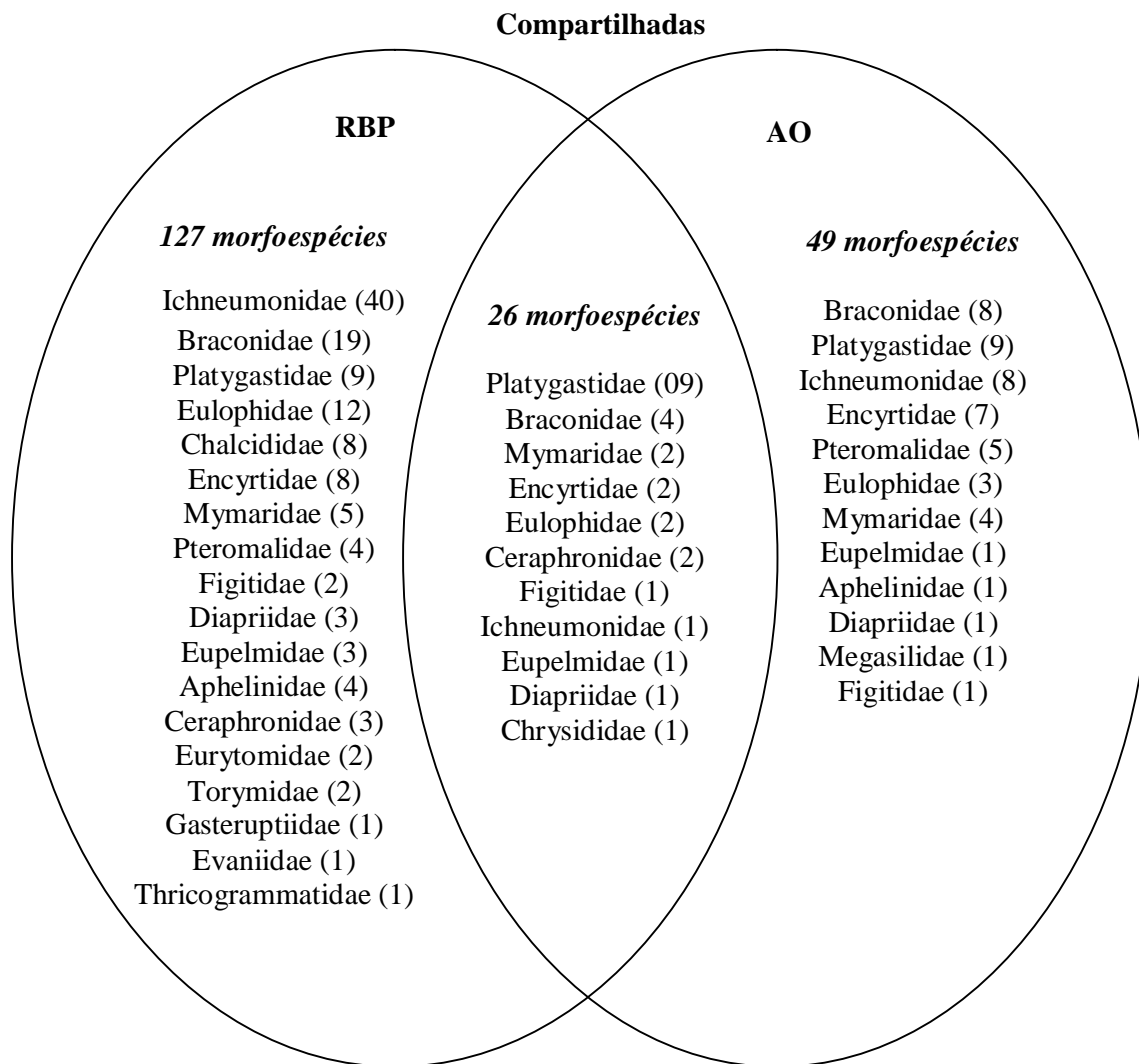 Compartilhadas
RBP
127 morfoespécies
Ichneumonidae (40)
Braconidae (19)
Platygastidae (9)
Eulophidae (12)
Chalcididae (8)
Encyrtidae (8)
Mymaridae (5)
Pteromalidae (4)
Figitidae (2)
Diapriidae (3)
Eupelmidae (3)
Aphelinidae (4)
Ceraphronidae (3)
Eurytomidae (2)
Torymidae (2)
Gasteruptiidae (1)
Evaniidae (1)
Thricogrammatidae (1)
26 morfoespécies
Platygastidae (09)
Braconidae (4)
Mymaridae (2)
Encyrtidae (2)
Eulophidae (2)
Ceraphronidae (2)
Figitidae (1)
Ichneumonidae (1)
Eupelmidae (1)
Diapriidae (1)
Chrysididae (1)
AO
49 morfoespécies
Braconidae (8)
Platygastidae (9)
Ichneumonidae (8)
Encyrtidae (7)
Pteromalidae (5)
Eulophidae (3)
Mymaridae (4)
Eupelmidae (1)
Aphelinidae (1)
Diapriidae (1)
Megasilidae (1)
Figitidae (1)